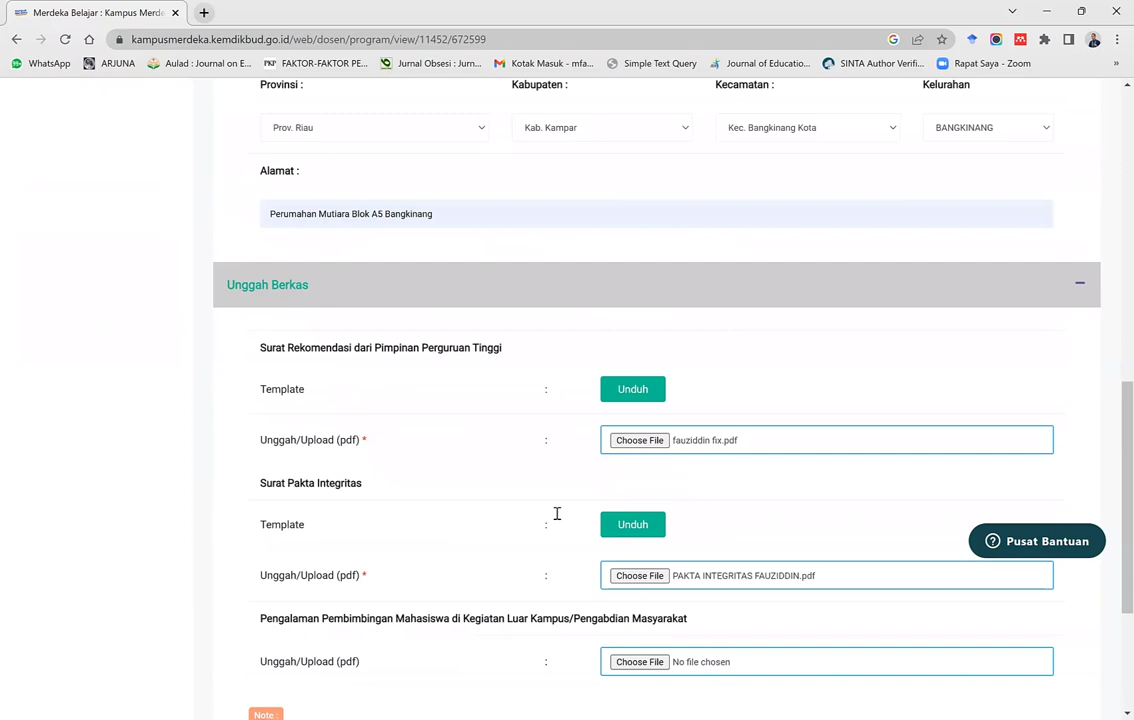 Merdeka Belajar : Kampus Merde
kampusmerdeka.kemdikbud.go.id/web/dosen/program/view/11452/672599
WhatsApp ARJUNA Aulad : Journal on E... FAKTOR-FAKTOR PE... Jurnal Obsesi : Jurn... Kotak Masuk - mfa... Simple Text Query Journal of Educatio... SINTA Author Verifi... Rapat Saya - Zoom »
Provinsi : Kabupaten : Kecamatan : Kelurahan
Prov. Riau Kab. Kampar Kec. Bangkinang Kota BANGKINANG
Alamat :
Perumahan Mutiara Blok A5 Bangkinang
Unggah Berkas
Surat Rekomendasi dari Pimpinan Perguruan Tinggi
Template : Unduh
Unggah/Upload (pdf) * : Choose File fauziddin fix.pdf
Surat Pakta Integritas
Template : Unduh
Pusat Bantuan
Unggah/Upload (pdf) * : Choose File PAKTA INTEGRITAS FAUZIDDIN.pdf
Pengalaman Pembimbingan Mahasiswa di Kegiatan Luar Kampus/Pengabdian Masyarakat
Unggah/Upload (pdf) : Choose File No file chosen
Note :